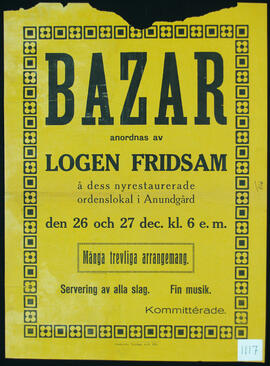 BAZAR
anordnas av
LOGEN FRIDSAM
å dess nyrestaurerade
ordenslokal i Anundgård
den 26 och 27 dec. kl. 6 e. m.
Många trevliga arrangemang.
Servering av alla slag. Fin musik.
Kommitterade.
1117